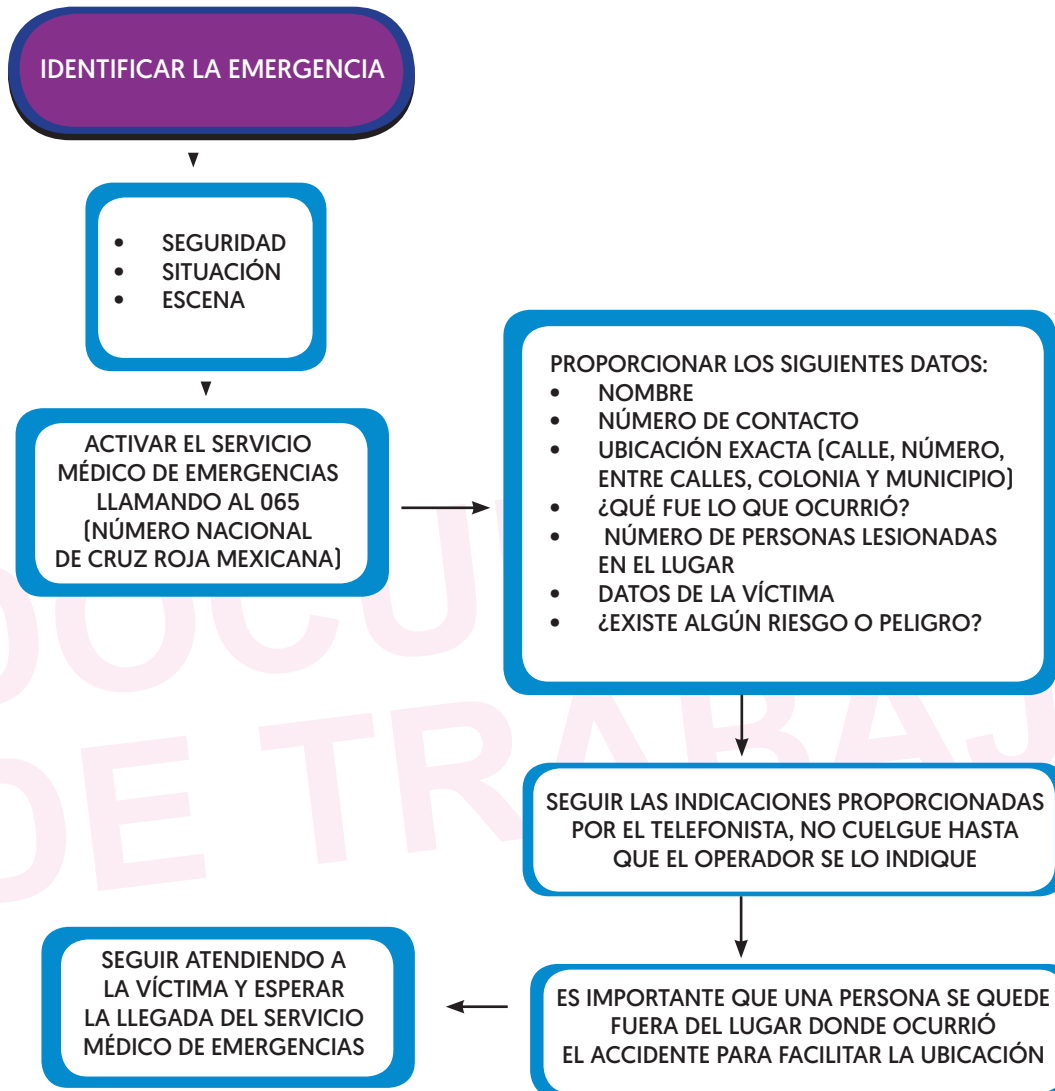 IDENTIFICAR LA EMERGENCIA
• SEGURIDAD
• SITUACIÓN
• ESCENA
ACTIVAR EL SERVICIO
MÉDICO DE EMERGENCIAS
LLAMANDO AL 065
(NÚMERO NACIONAL
DE CRUZ ROJA MEXICANA)
PROPORCIONAR LOS SIGUIENTES DATOS:
• NOMBRE
• NÚMERO DE CONTACTO
• UBICACIÓN EXACTA (CALLE, NÚMERO,
ENTRE CALLES, COLONIA Y MUNICIPIO)
• ¿QUÉ FUE LO QUE OCURRIÓ?
• NÚMERO DE PERSONAS LESIONADAS
EN EL LUGAR
• DATOS DE LA VÍCTIMA
• ¿EXISTE ALGÚN RIESGO O PELIGRO?
SEGUIR LAS INDICACIONES PROPORCIONADAS
POR EL TELEFONISTA, NO CUELGUE HASTA
QUE EL OPERADOR SE LO INDIQUE
ES IMPORTANTE QUE UNA PERSONA SE QUEDE
FUERA DEL LUGAR DONDE OCURRIÓ
EL ACCIDENTE PARA FACILITAR LA UBICACIÓN
SEGUIR ATENDIENDO A
LA VÍCTIMA Y ESPERAR
LA LLEGADA DEL SERVICIO
MÉDICO DE EMERGENCIAS
DE TRABAJ